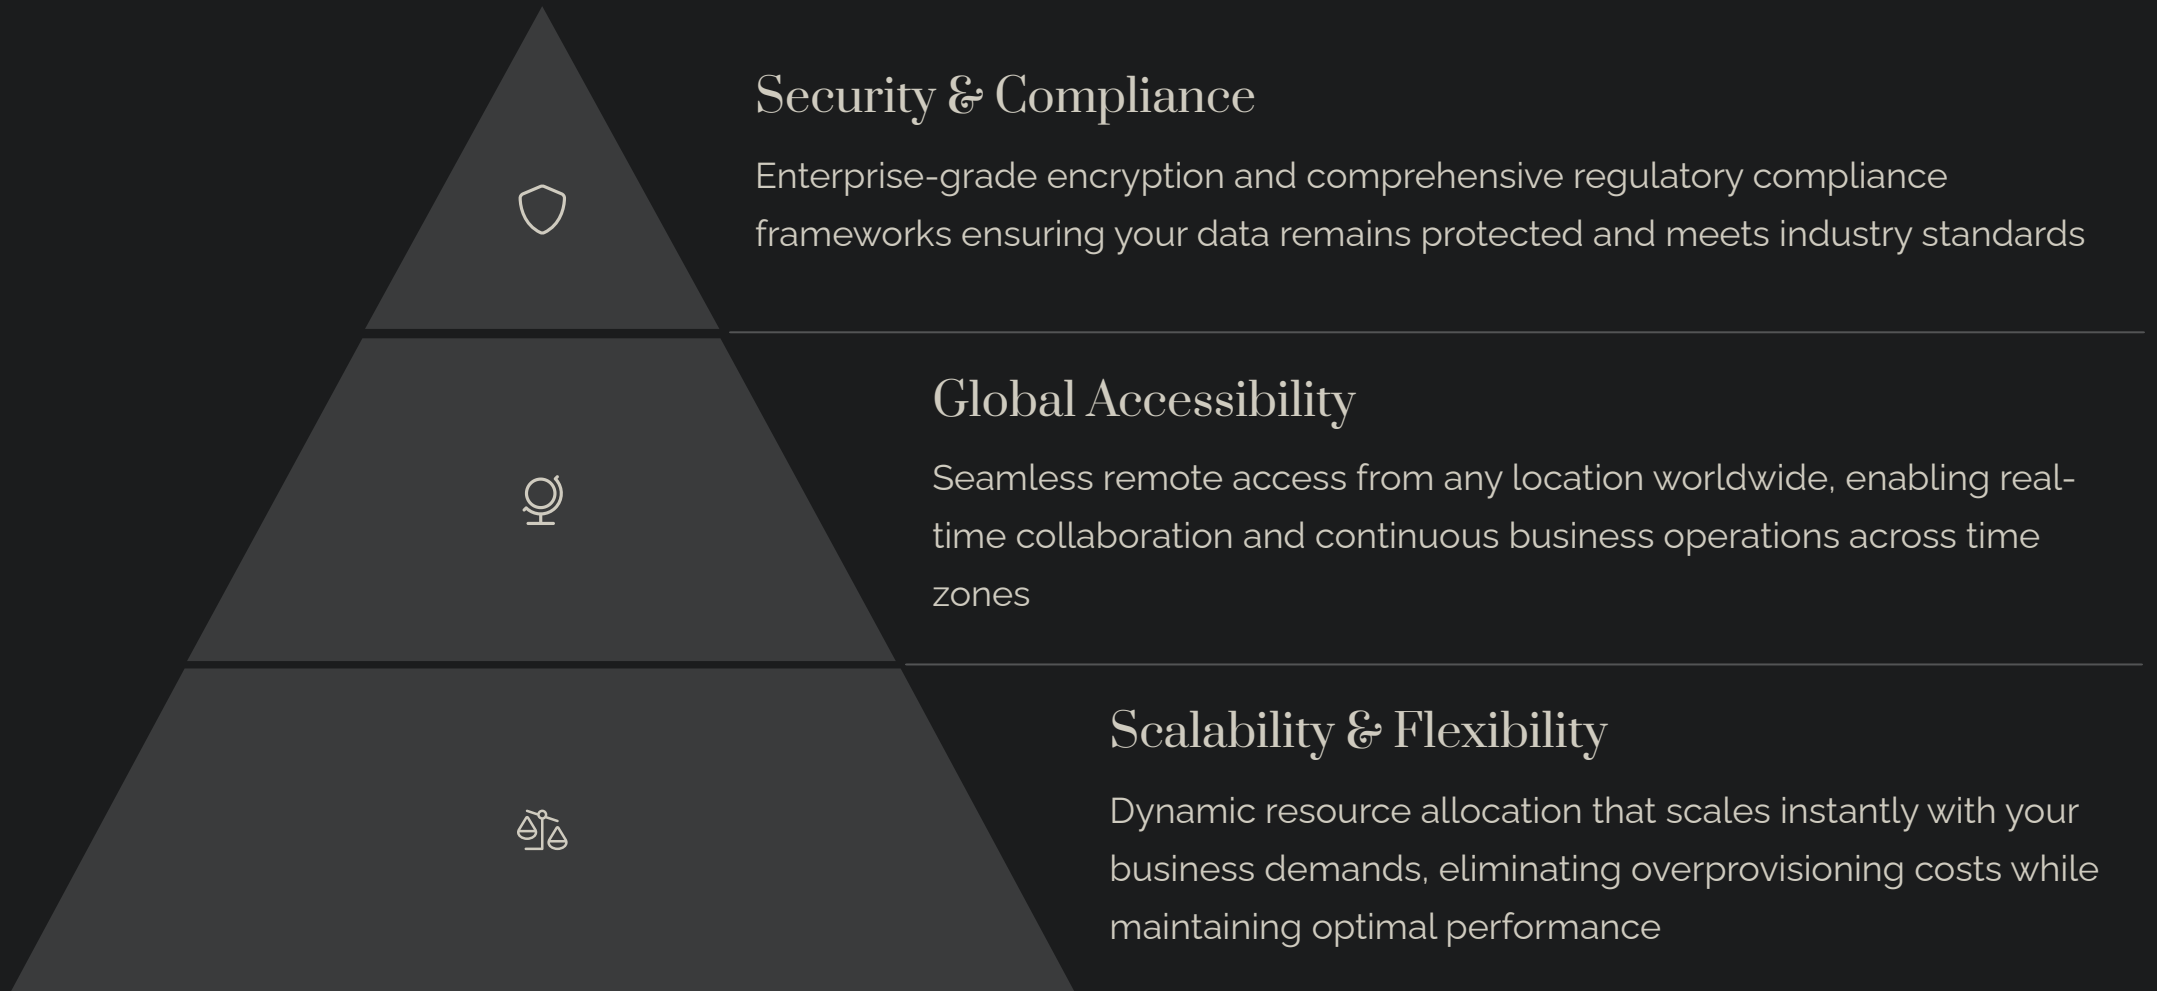 Security & Compliance
Enterprise-grade encryption and comprehensive regulatory compliance
frameworks ensuring your data remains protected and meets industry standards
Global Accessibility
Seamless remote access from any location worldwide, enabling real-
time collaboration and continuous business operations across time
zones
Scalability & Flexibility
Dynamic resource allocation that scales instantly with your
business demands, eliminating overprovisioning costs while
maintaining optimal performance